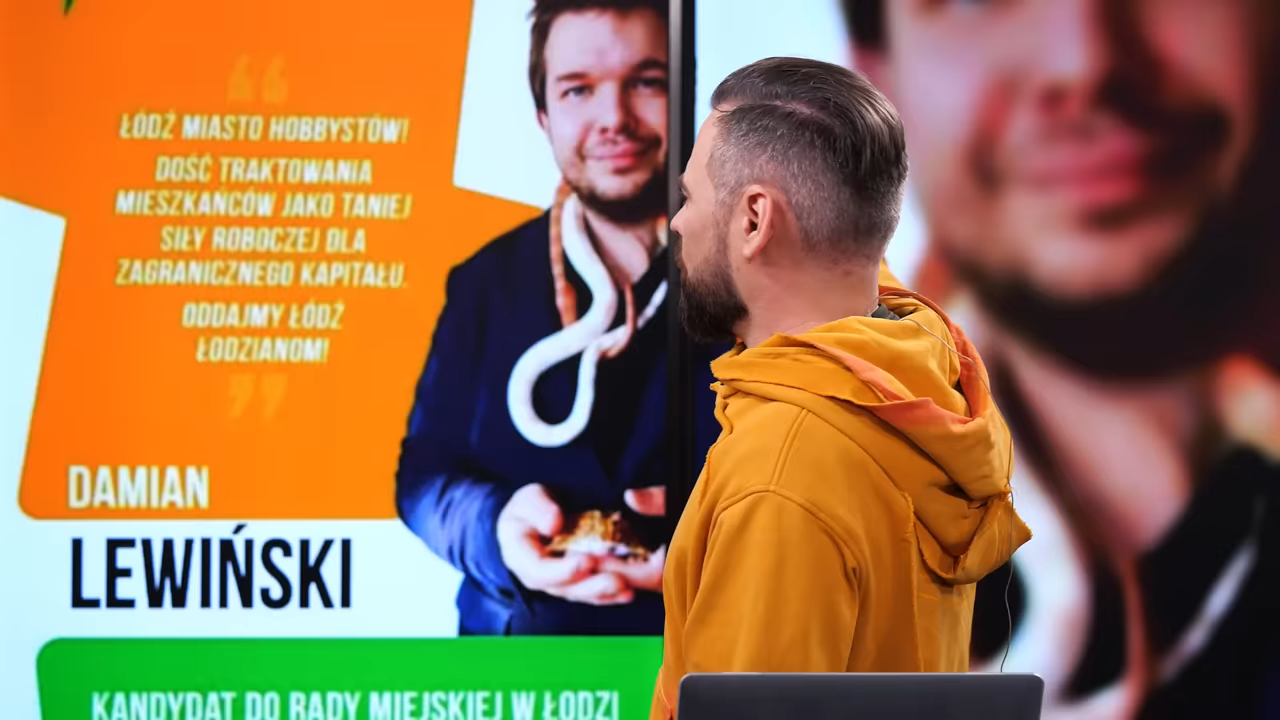 “
ŁÓDŹ MIASTO HOBBYSTÓW!
DOŚĆ TRAKTOWANIA
MIESZKAŃCÓW JAKO TANIEJ
SIŁY ROBOCZEJ DLA
ZAGRANICZNEGO KAPITAŁU.
ODDAJMY ŁÓDŹ
ŁODZIANOM!
”
DAMIAN
LEWIŃSKI
KANDYDAT DO RADY MIEJSKIEJ W ŁODZI